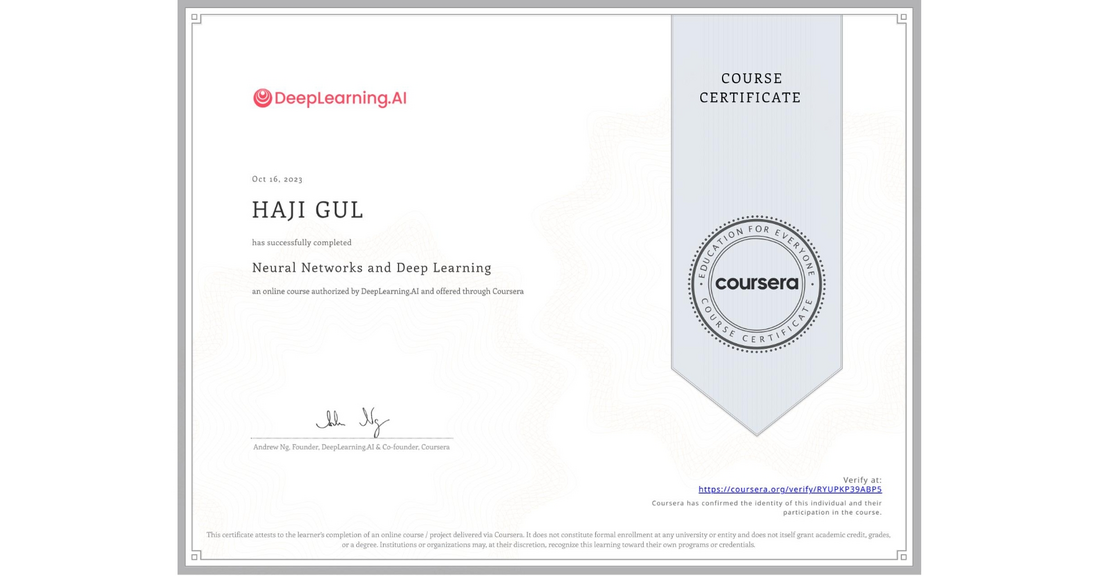 COURSE
CERTIFICATE
DeepLearning.AI
Oct 16, 2023
HAJI GUL
has successfully completed
Neural Networks and Deep Learning
an online course authorized by DeepLearning.AI and offered through Coursera
EDUCATION FOR EVERYONE
coursera
COURSE CERTIFICATE
Andrew Ng, Founder, DeepLearning.AI & Co-founder, Coursera
Verify at:
https://coursera.org/verify/RYUPKP39ABP5
Coursera has confirmed the identity of this individual and their
participation in the course.
This certificate attests to the learner's completion of an online course / project delivered via Coursera. It does not constitute formal enrollment at any university or entity and does not itself grant academic credit, grades,
or a degree. Institutions or organizations may, at their discretion, recognize this learning toward their own programs or credentials.